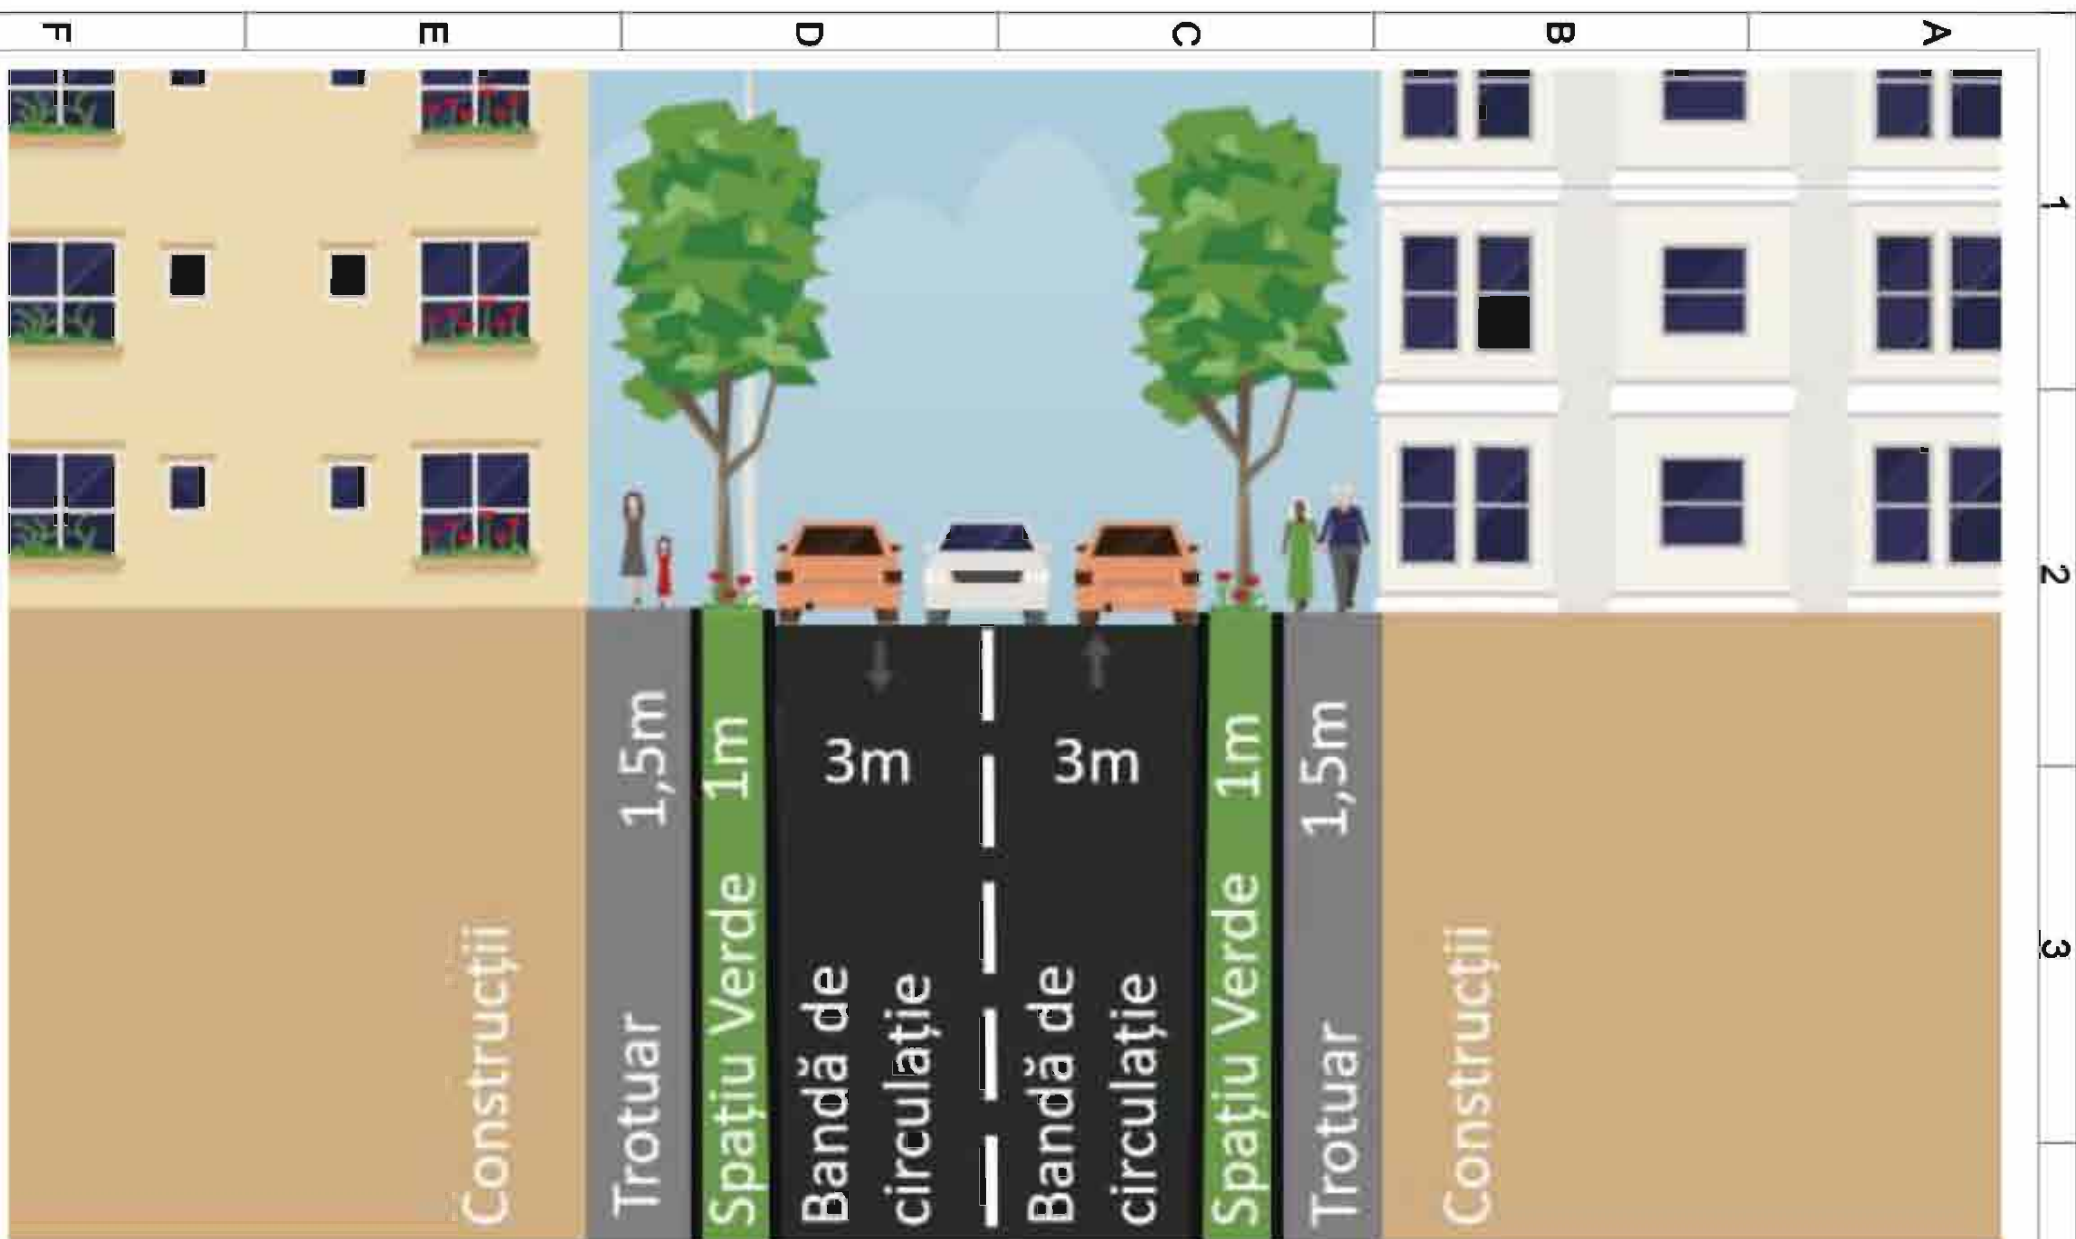 F E D C B A
1
2
3
1,5m
1m
3m
3m
1m
1,5m
Construcții
Trotuar
Spațiu Verde
Bandă de
circulație
Bandă de
circulație
Spațiu Verde
Trotuar
Construcții